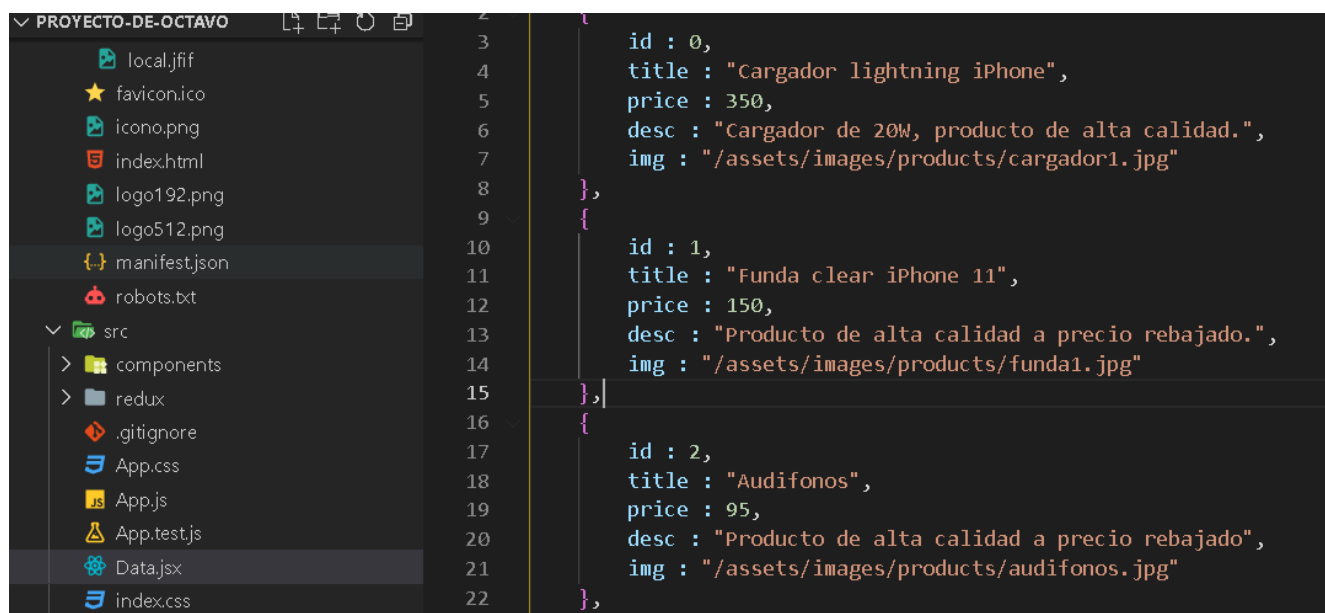 PROYECTO-DE-OCTAVO
local.jfif
favicon.ico
icono.png
index.html
logo192.png
logo512.png
manifest.json
robots.txt
src
components
redux
.gitignore
App.css
JS App.js
App.test.js
Data.jsx
index.css
2 {
3 id : 0,
4 title : "Cargador lightning iPhone",
5 price : 350,
6 desc : "Cargador de 20W, producto de alta calidad.",
7 img : "/assets/images/products/cargador1.jpg"
8 },
9 {
10 id : 1,
11 title : "Funda clear iPhone 11",
12 price : 150,
13 desc : "Producto de alta calidad a precio rebajado.",
14 img : "/assets/images/products/funda1.jpg"
15 },
16 {
17 id : 2,
18 title : "Audifonos",
19 price : 95,
20 desc : "Producto de alta calidad a precio rebajado",
21 img : "/assets/images/products/audifonos.jpg"
22 },